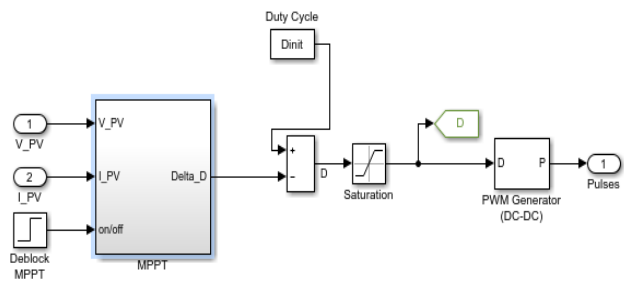 Duty Cycle
Dinit
1
V_PV
V_PV
2
I_PV
I_PV
Delta_D
on/off
Deblock
MPPT
MPPT
+
−
D
Saturation
D
D
P
PWM Generator
(DC-DC)
1
Pulses